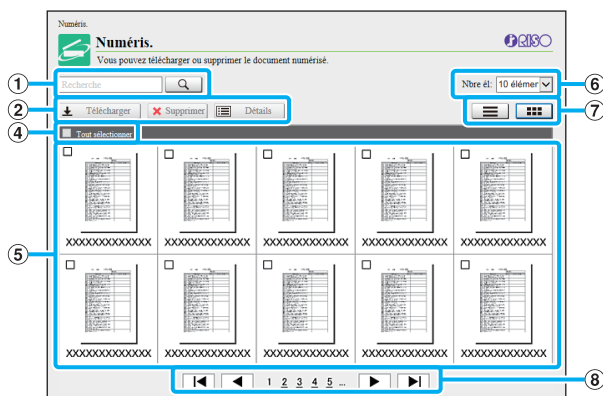 Numéris.
Numéris.
RISO
Vous pouvez télécharger ou supprimer le document numérisé.
1
Recherche
Nbre él: 10 élémer
6
2
Télécharger
Supprimer
Détails
7
4
Tout sélectionner
5
XXXXXXXXXXXXX XXXXXXXXXXXXX XXXXXXXXXXXXX XXXXXXXXXXXXX XXXXXXXXXXXXX
XXXXXXXXXXXXX XXXXXXXXXXXXX XXXXXXXXXXXXX XXXXXXXXXXXXX XXXXXXXXXXXXX
1 2 3 4 5 ...
8